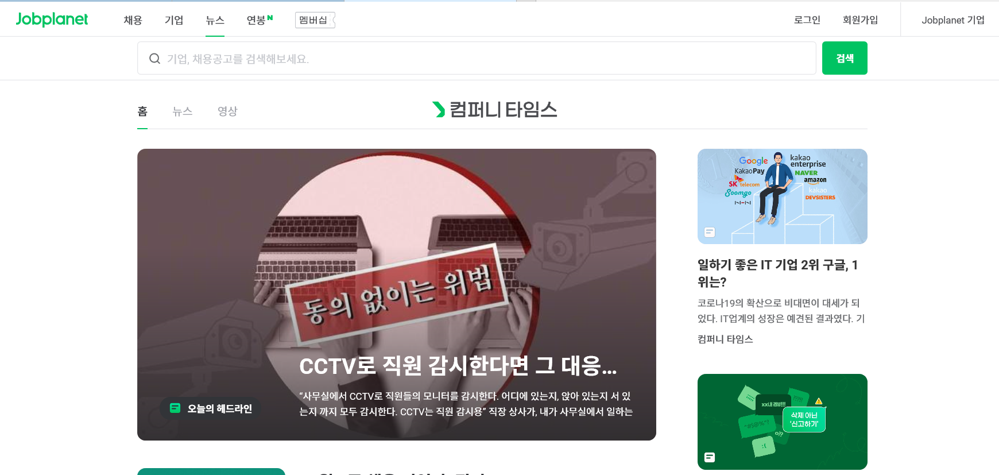 Jobplanet 채용 기업 뉴스 연봉 N 멤버십 로그인 회원가입 Jobplanet 기업
기업, 채용공고를 검색해보세요. 검색
홈 뉴스 영상 컴퍼니 타임스
동의 없이는 위법
CCTV로 직원 감시한다면 그 대응...
“사무실에서 CCTV로 직원들의 모니터를 감시한다. 어디에 있는지, 앉아 있는지 서 있
는지 까지 모두 감시한다. CCTV는 직원 감시용” 직장 상사가, 내가 사무실에서 일하는
오늘의 헤드라인
Google
kakao
enterprise
KakaoPay
NAVER
SK telecom
amazon
Soomgo
kakao
DEVSISTERS
일하기 좋은 IT 기업 2위 구글, 1
위는?
코로나19의 확산으로 비대면이 대세가 되
었다. IT업계의 성장은 예견된 결과였다. 기
컴퍼니 타임스
xx내 리뷰!!!
삭제 아닌
‘신고하기’
^#$@%^?
o??
:(